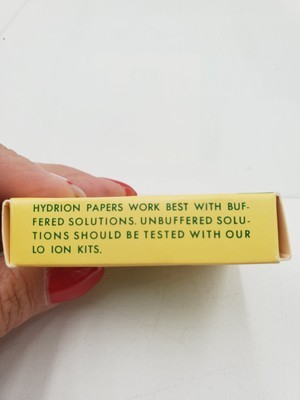 HYDRION PAPERS WORK BEST WITH BUF-
FERED SOLUTIONS. UNBUFFERED SOLU-
TIONS SHOULD BE TESTED WITH OUR
LO ION KITS.